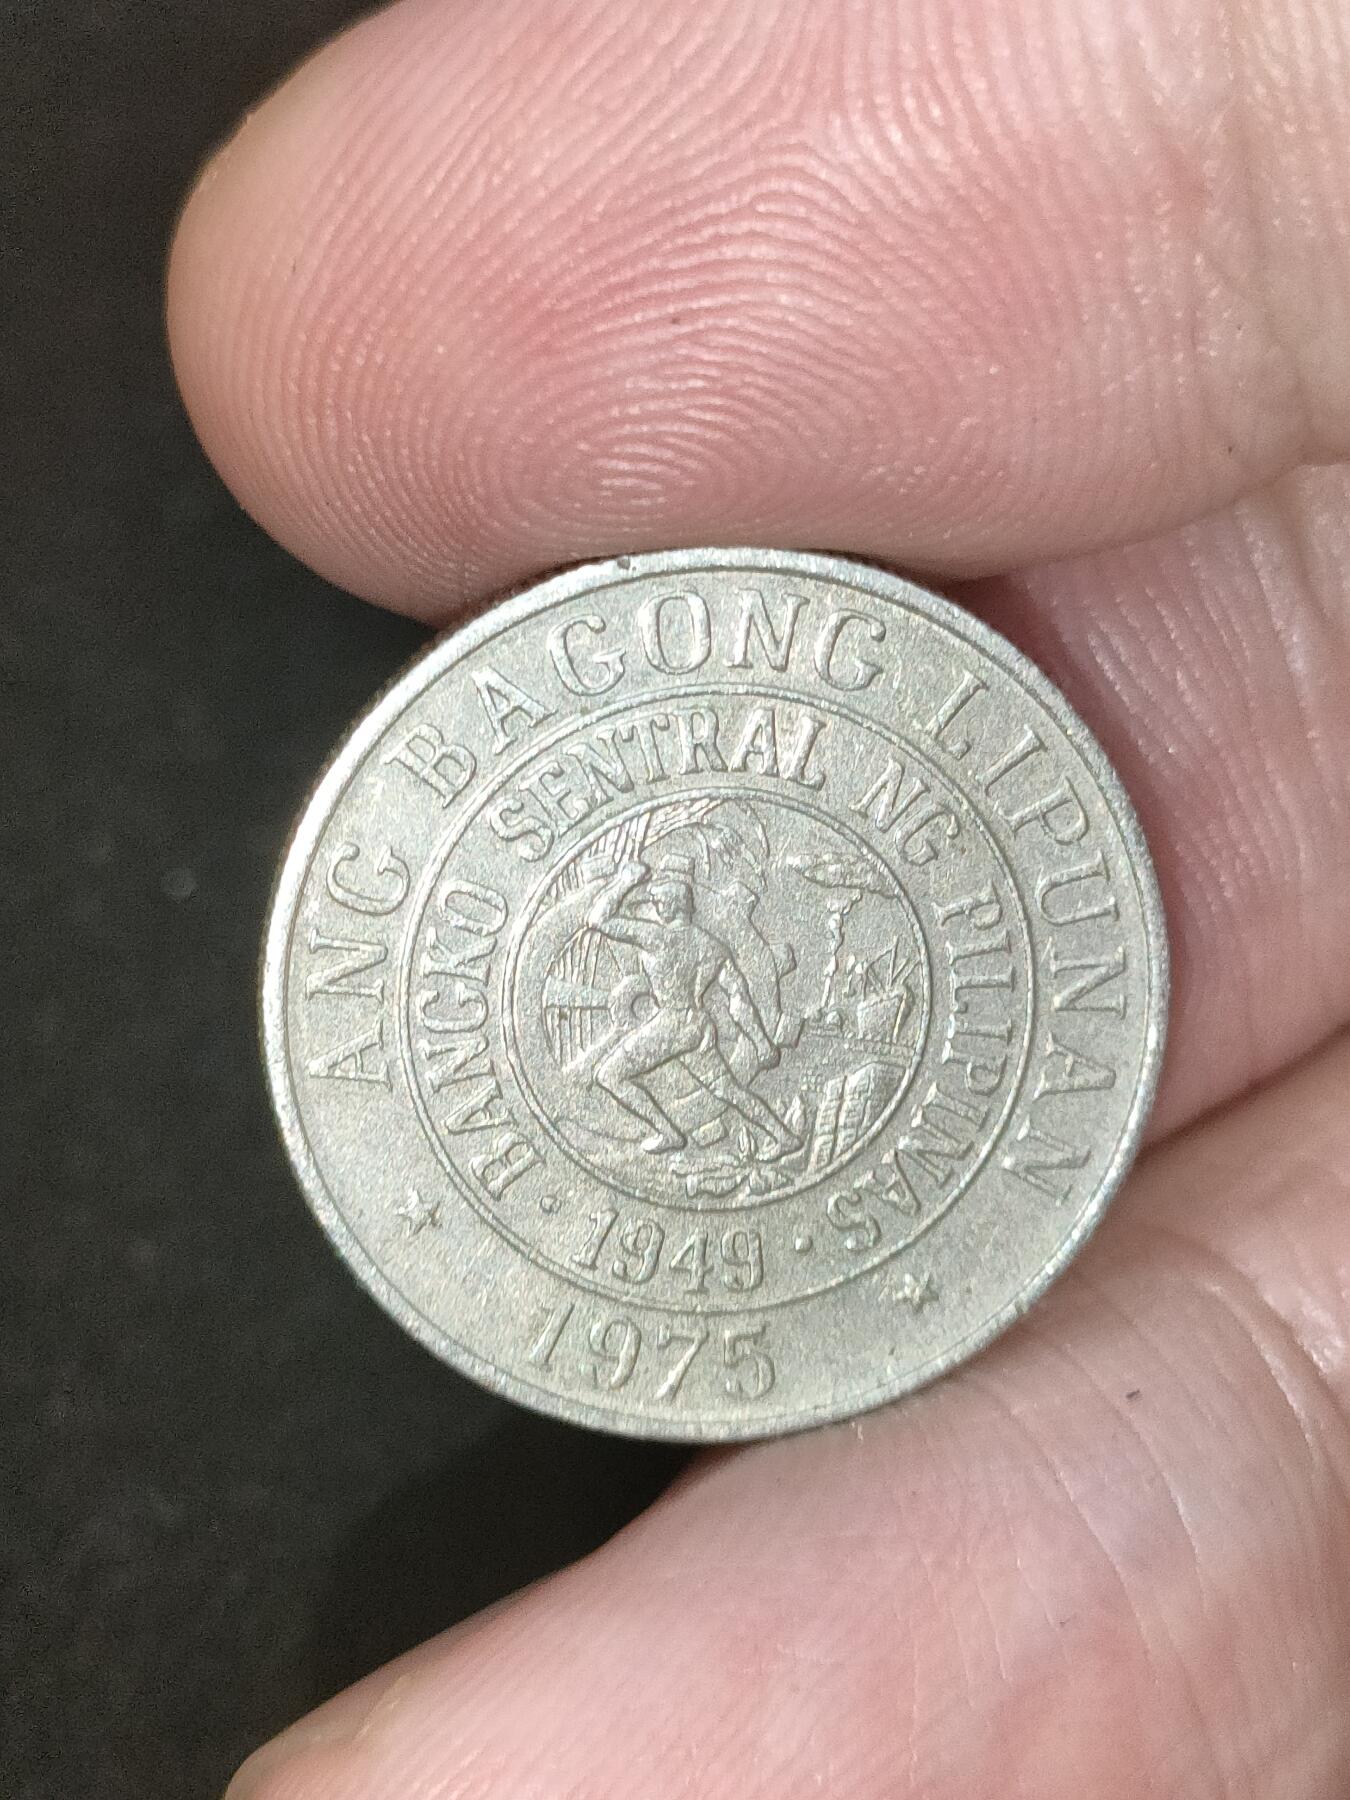 ANG BAGONG LIPUNAN
BANGKO SENTRAL NG PILIPINAS
· 1949 ·
1975